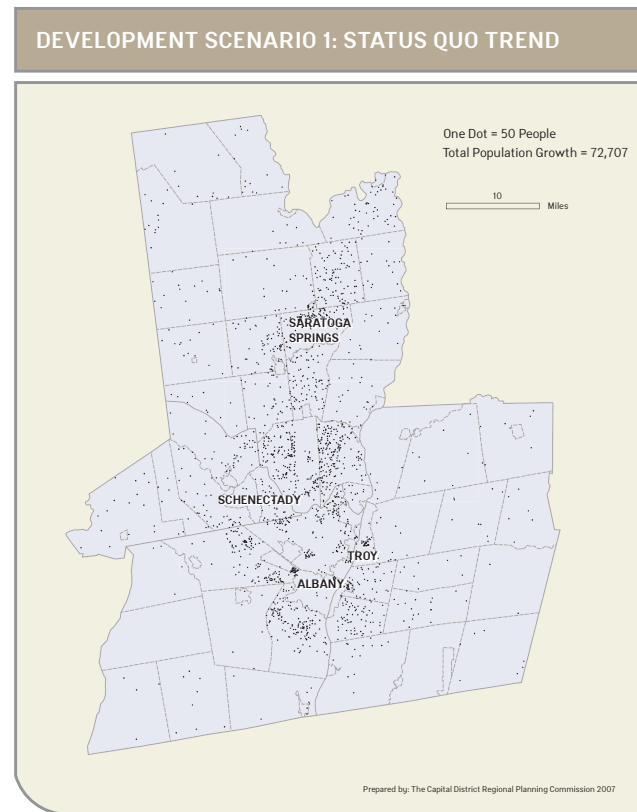 DEVELOPMENT SCENARIO 1: STATUS QUO TREND
One Dot = 50 People
Total Population Growth = 72,707
10
Miles
SARATOGA
SPRINGS
SCHENECTADY
TROY
ALBANY
Prepared by: The Capital District Regional Planning Commission 2007